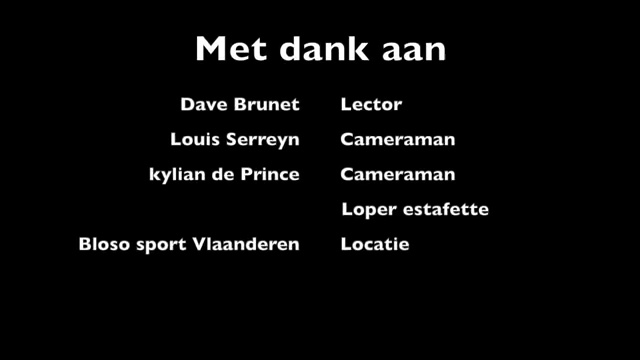 Met dank aan
Dave Brunet Lector
Louis Serreyn Cameraman
kylian de Prince Cameraman
Loper estafette
Bloso sport Vlaanderen Locatie